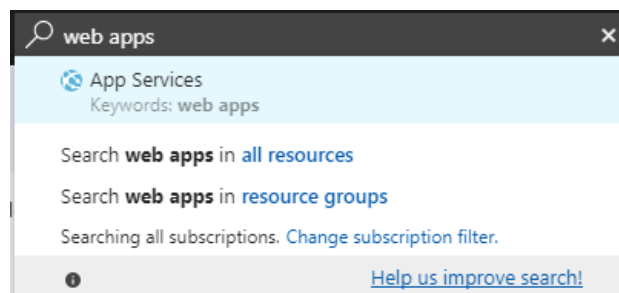 web apps
App Services
Keywords: web apps
Search web apps in all resources
Search web apps in resource groups
Searching all subscriptions. Change subscription filter.
Help us improve search!